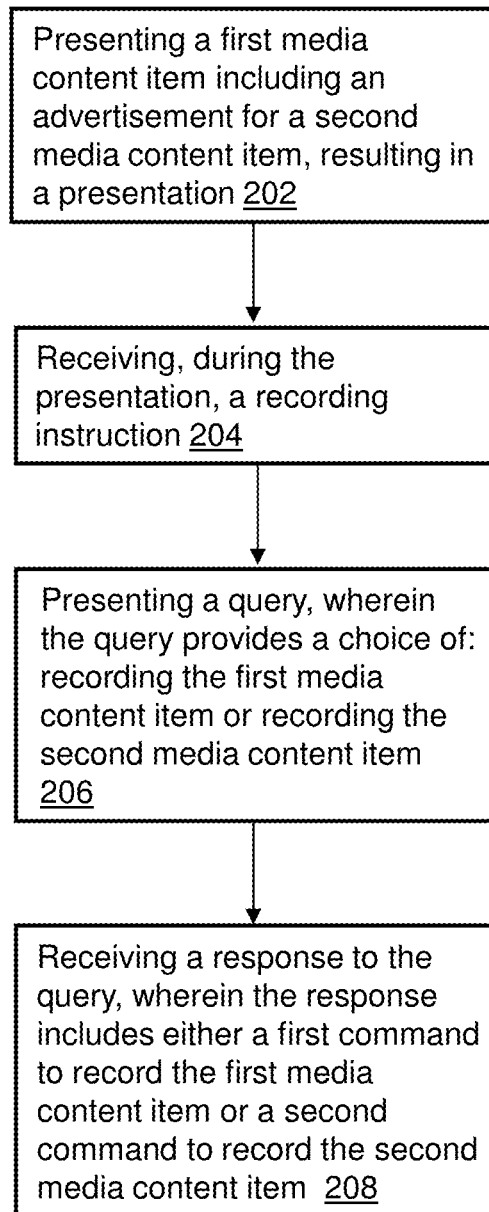 Presenting a first media
content item including an
advertisement for a second
media content item, resulting in
a presentation 202
Receiving, during the
presentation, a recording
instruction 204
Presenting a query, wherein
the query provides a choice of:
recording the first media
content item or recording the
second media content item
206
Receiving a response to the
query, wherein the response
includes either a first command
to record the first media
content item or a second
command to record the second
media content item 208